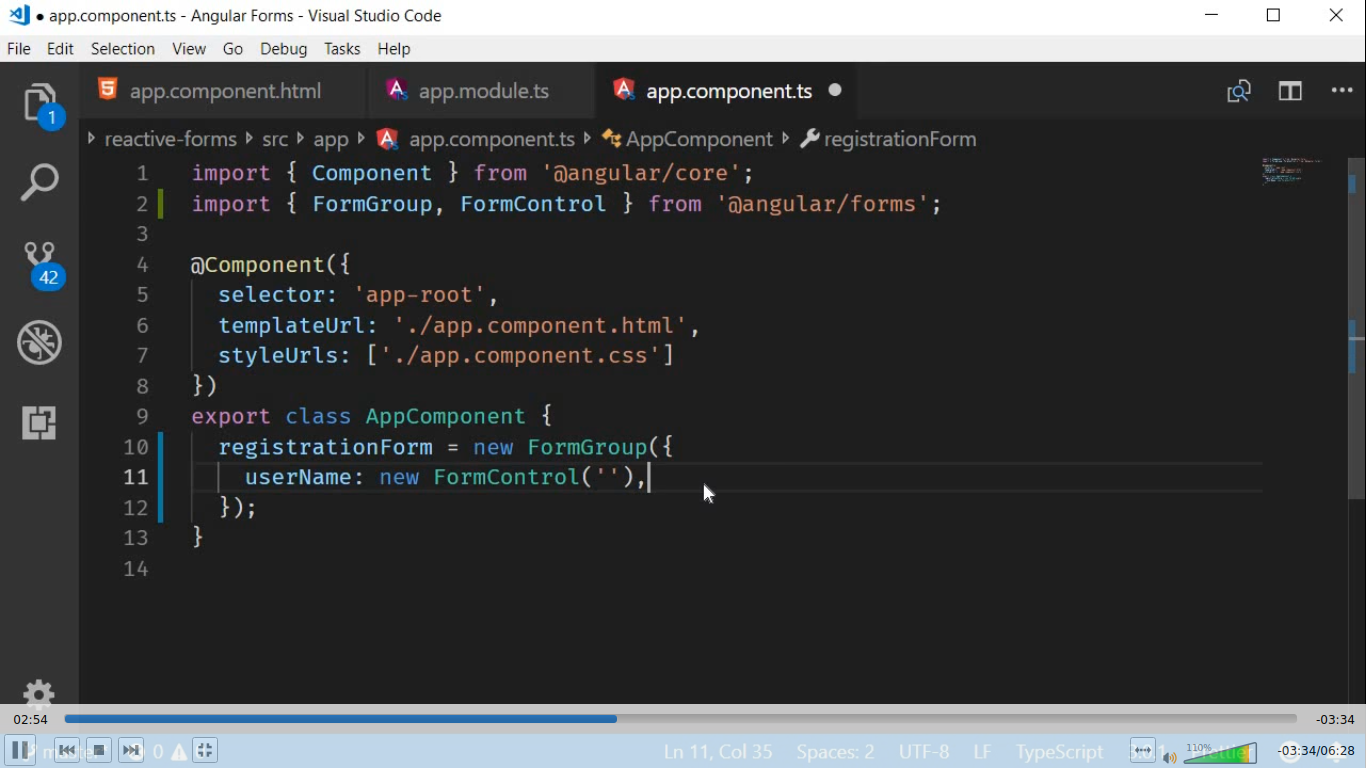 ● app.component.ts - Angular Forms - Visual Studio Code
File Edit Selection View Go Debug Tasks Help
app.component.html app.module.ts app.component.ts
1
reactive-forms src app app.component.ts AppComponent registrationForm
1 import { Component } from '@angular/core';
2 import { FormGroup, FormControl } from '@angular/forms';
3
4 @Component({
5 selector: 'app-root',
6 templateUrl: './app.component.html',
7 styleUrls: ['./app.component.css']
8 })
9 export class AppComponent {
10 registrationForm = new FormGroup({
11 userName: new FormControl(''),
12 });
13 }
14
42
02:54 -03:34
0 Ln 11, Col 35 Spaces: 2 UTF-8 LF TypeScript 110% -03:34/06:28